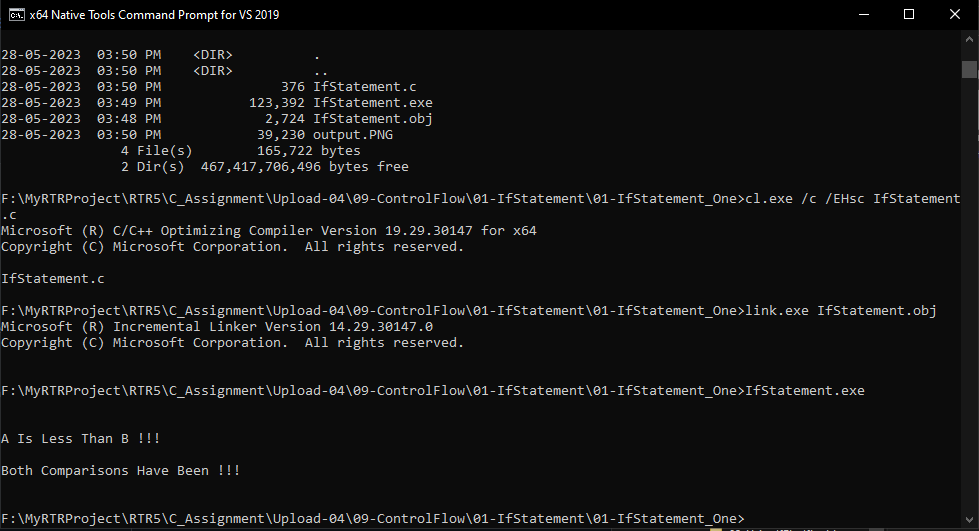 x64 Native Tools Command Prompt for VS 2019
28-05-2023  03:50 PM    <DIR>          .
28-05-2023  03:50 PM    <DIR>          ..
28-05-2023  03:50 PM               376 IfStatement.c
28-05-2023  03:49 PM           123,392 IfStatement.exe
28-05-2023  03:48 PM             2,724 IfStatement.obj
28-05-2023  03:50 PM            39,230 output.PNG
               4 File(s)        165,722 bytes
               2 Dir(s)  467,417,706,496 bytes free
F:\MyRTRProject\RTR5\C_Assignment\Upload-04\09-ControlFlow\01-IfStatement\01-IfStatement_One>cl.exe /c /EHsc IfStatement
.c
Microsoft (R) C/C++ Optimizing Compiler Version 19.29.30147 for x64
Copyright (C) Microsoft Corporation.  All rights reserved.
IfStatement.c
F:\MyRTRProject\RTR5\C_Assignment\Upload-04\09-ControlFlow\01-IfStatement\01-IfStatement_One>link.exe IfStatement.obj
Microsoft (R) Incremental Linker Version 14.29.30147.0
Copyright (C) Microsoft Corporation.  All rights reserved.
F:\MyRTRProject\RTR5\C_Assignment\Upload-04\09-ControlFlow\01-IfStatement\01-IfStatement_One>IfStatement.exe
A Is Less Than B !!!
Both Comparisons Have Been !!!
F:\MyRTRProject\RTR5\C_Assignment\Upload-04\09-ControlFlow\01-IfStatement\01-IfStatement_One>